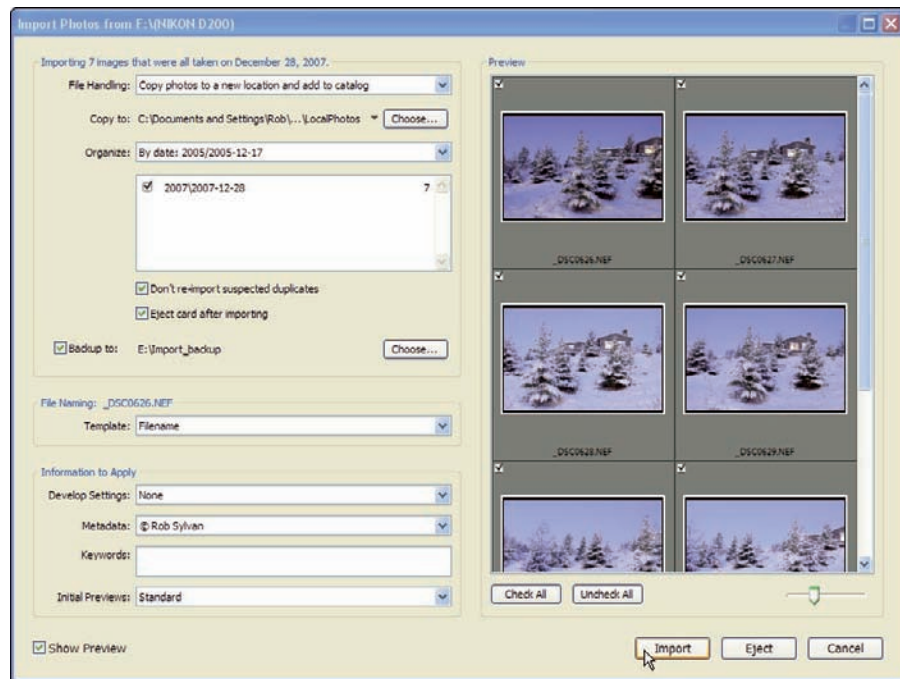 Import Photos from F:\(NIKON D200)
Importing 7 images that were all taken on December 28, 2007.
File Handling: Copy photos to a new location and add to catalog
Copy to: C:\Documents and Settings\Rob\...\LocalPhotos Choose...
Organize: By date: 2005/2005-12-17
2007\2007-12-28 7
Don't re-import suspected duplicates
Eject card after importing
Backup to: E:\Import_backup Choose...
File Naming: _DSC0626.NEF
Template: Filename
Information to Apply
Develop Settings: None
Metadata: © Rob Sylvan
Keywords:
Initial Previews: Standard
Show Preview
Preview
_DSC0626.NEF _DSC0627.NEF
_DSC0628.NEF _DSC0629.NEF
Check All Uncheck All
Import Eject Cancel